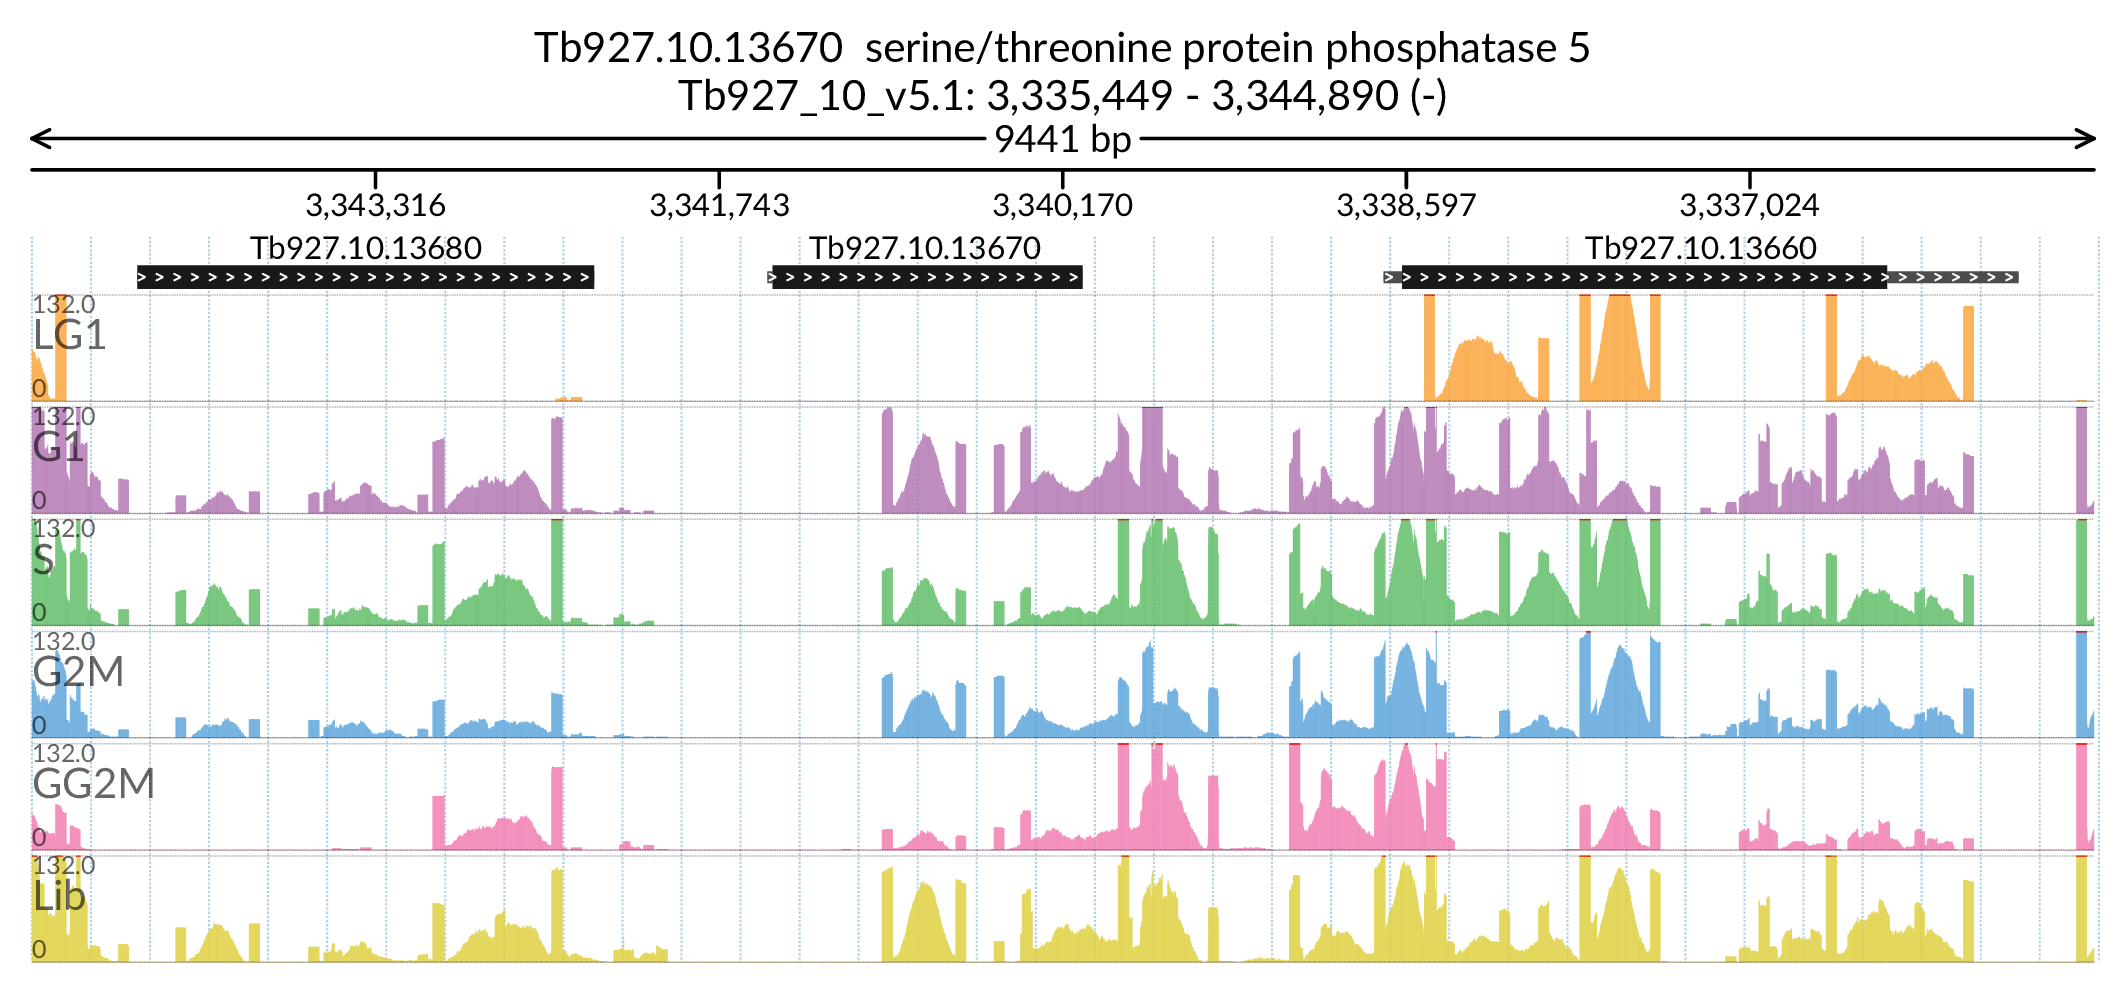 Tb927.10.13670  serine/threonine protein phosphatase 5
Tb927_10_v5.1: 3,335,449 - 3,344,890 (-)
9441 bp
3,343,316 3,341,743 3,340,170 3,338,597 3,337,024
Tb927.10.13680 Tb927.10.13670 Tb927.10.13660
132.0
LG1
0
132.0
G1
0
132.0
S
0
132.0
G2M
0
132.0
GG2M
0
132.0
Lib
0